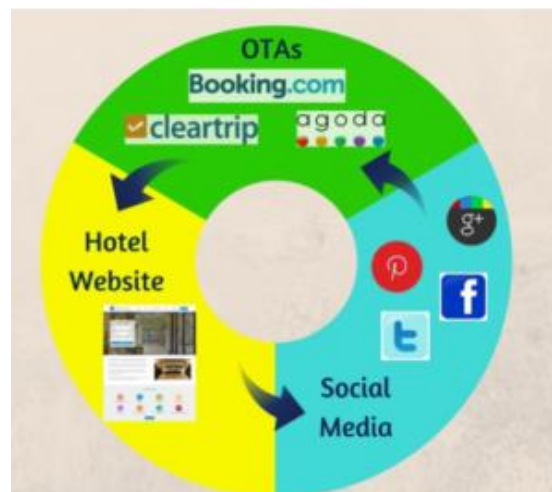 OTAs
Booking.com
cleartrip
agoda
Hotel
Website
g+
Social
Media